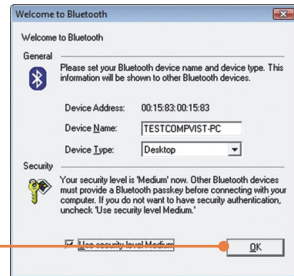 Welcome to Bluetooth
Welcome to Bluetooth
General
Please set your Bluetooth device name and device type. This
information will be shown to other Bluetooth devices.
Device Address: 00:15:83:00:15:83
Device Name: TESTCOMPVIST-PC
Device Type: Desktop
Security
Your security level is 'Medium' now. Other Bluetooth devices
must provide a Bluetooth passkey before connecting with your
computer. If you do not want to have security authentication,
uncheck 'Use security level Medium.'
Use security level Medium
OK